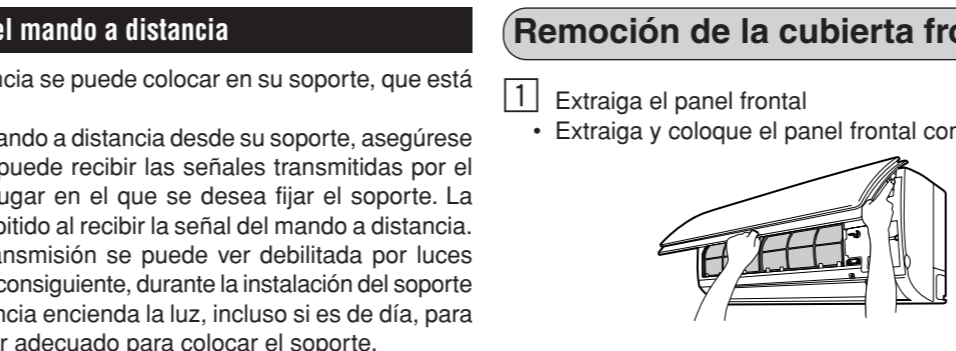 el mando a distancia
ncia se puede colocar en su soporte, que está
ando a distancia desde su soporte, asegúrese
puede recibir las señales transmitidas por el
ugar en el que se desea fijar el soporte. La
pitido al recibir la señal del mando a distancia.
ansmisión se puede ver debilitada por luces
consiguiente, durante la instalación del soporte
ncia encienda la luz, incluso si es de día, para
r adecuado para colocar el soporte.
Remoción de la cubierta fro
1 Extraiga el panel frontal
• Extraiga y coloque el panel frontal con